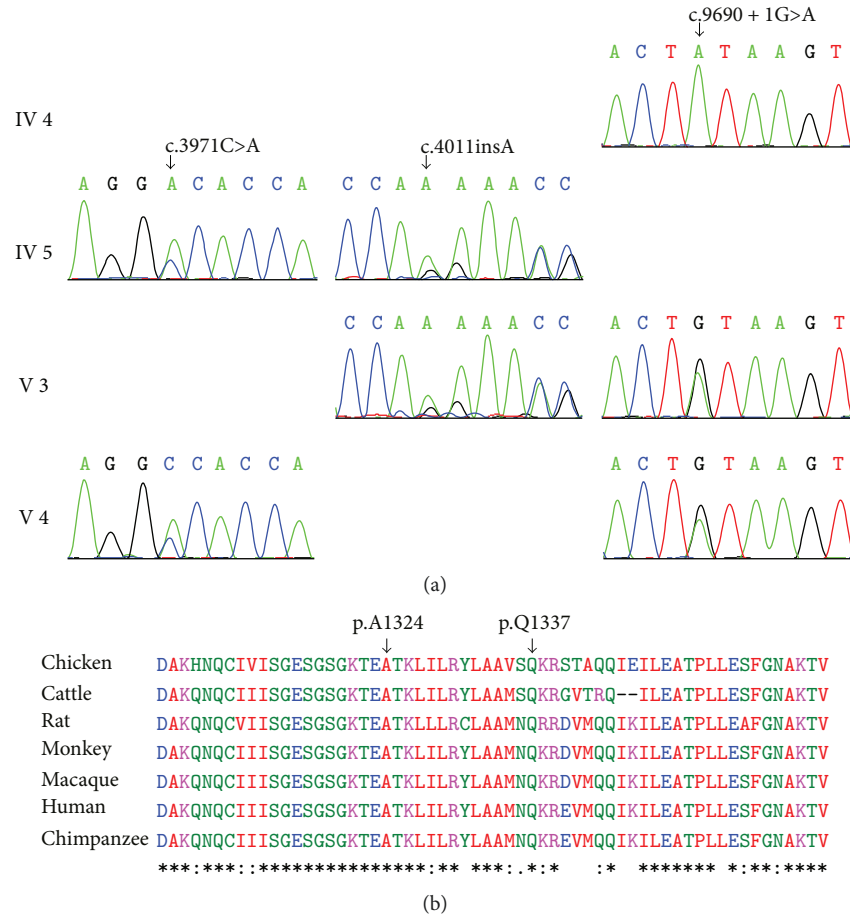 c.9690 + 1G>A
A C T A T A A G T
IV 4
c.3971C>A
c.4011insA
A G G A C A C C A
C C A A A A A C C
IV 5
C C A A A A A C C
A C T G T A A G T
V 3
A G G C C A C C A
A C T G T A A G T
V 4
(a)
p.A1324
p.Q1337
Chicken DAKHNQCIVISGESGSGKTEATKLILRYLAAVSQKRSTAQQIEILEATPLLESFGNAKTV
Cattle DAKQNQCIIISGESGSGKTEATKLLLRYLAAMSQKRGVTRQ--ILEATPLLESFGNAKTV
Rat DAKQNQCVIISGESGSGKTEATKLLLRCLAAMNQRRDVMQQIKILEATPLLEAFGNAKTV
Monkey DAKQNQCIIISGESGSGKTEATKLILRYLAAMNQKRDVMQQIKILEATPLLESFGNAKTV
Macaque DAKQNQCIIISGESGSGKTEATKLILRYLAAMNQKRDVMQQIKILEATPLLESFGNAKTV
Human DAKQNQCIIISGESGSGKTEATKLILRYLAAMNQKREVMQQIKILEATPLLESFGNAKTV
Chimpanzee DAKQNQCIIISGESGSGKTEATKLILRYLAAMNQKREVMQQIKILEATPLLESFGNAKTV
***:***::***************:** ***:.*:*   :*  ******* *:********
(b)